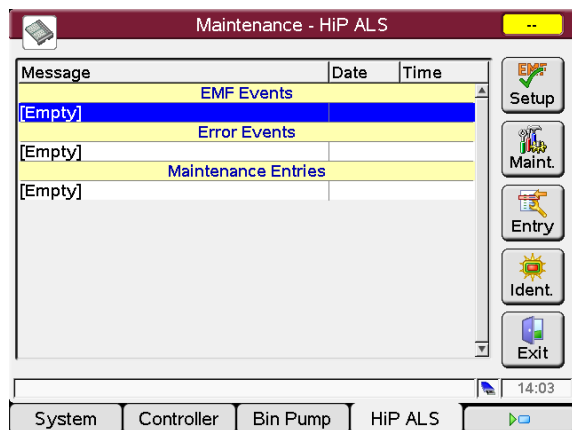 Maintenance - HiP ALS
--
Message Date Time
EMF Events
[Empty]
Error Events
[Empty]
Maintenance Entries
[Empty]
EMF
Setup
Maint.
Entry
Ident.
Exit
14:03
System Controller Bin Pump HiP ALS